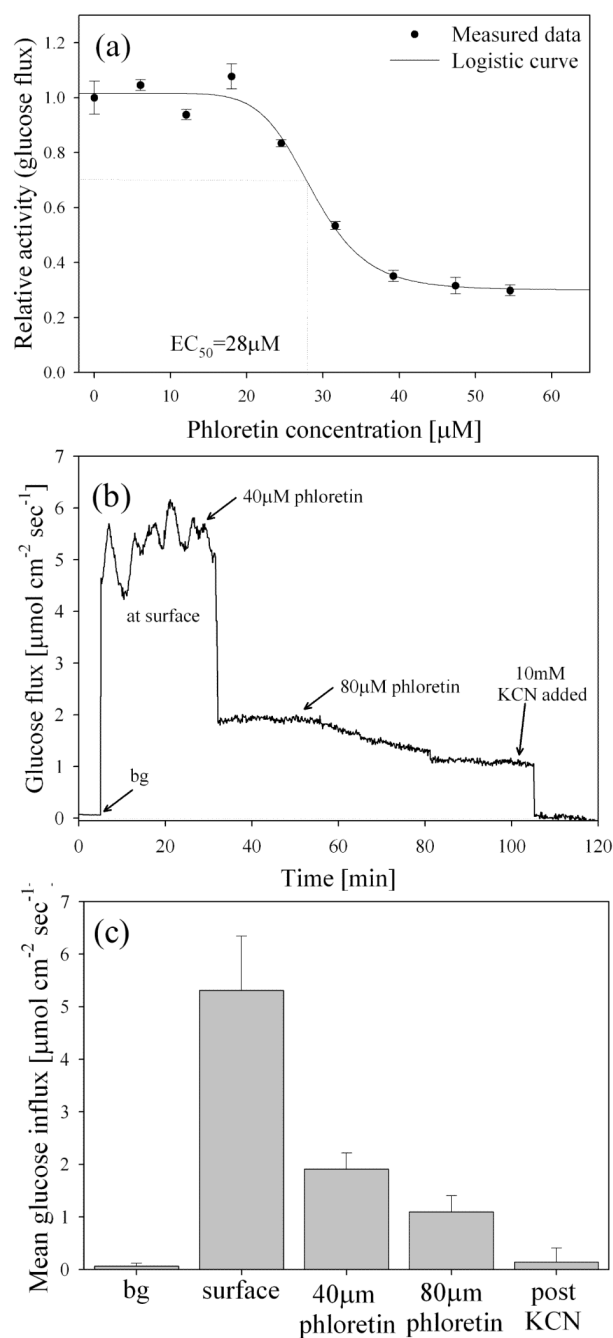 (a)
Measured data
Logistic curve
Relative activity (glucose flux)
1.2
1.0
0.8
0.6
0.4
0.2
0.0
EC50=28μM
0 10 20 30 40 50 60
Phloretin concentration [μM]
(b)
Glucose flux [μmol cm-2 sec-1]
7
6
5
4
3
2
1
0
40μM phloretin
at surface
80μM phloretin
10mM
KCN added
bg
0 20 40 60 80 100 120
Time [min]
(c)
Mean glucose influx [μmol cm-2 sec-1]
7
6
5
4
3
2
1
0
bg surface 40μm phloretin 80μm phloretin post KCN